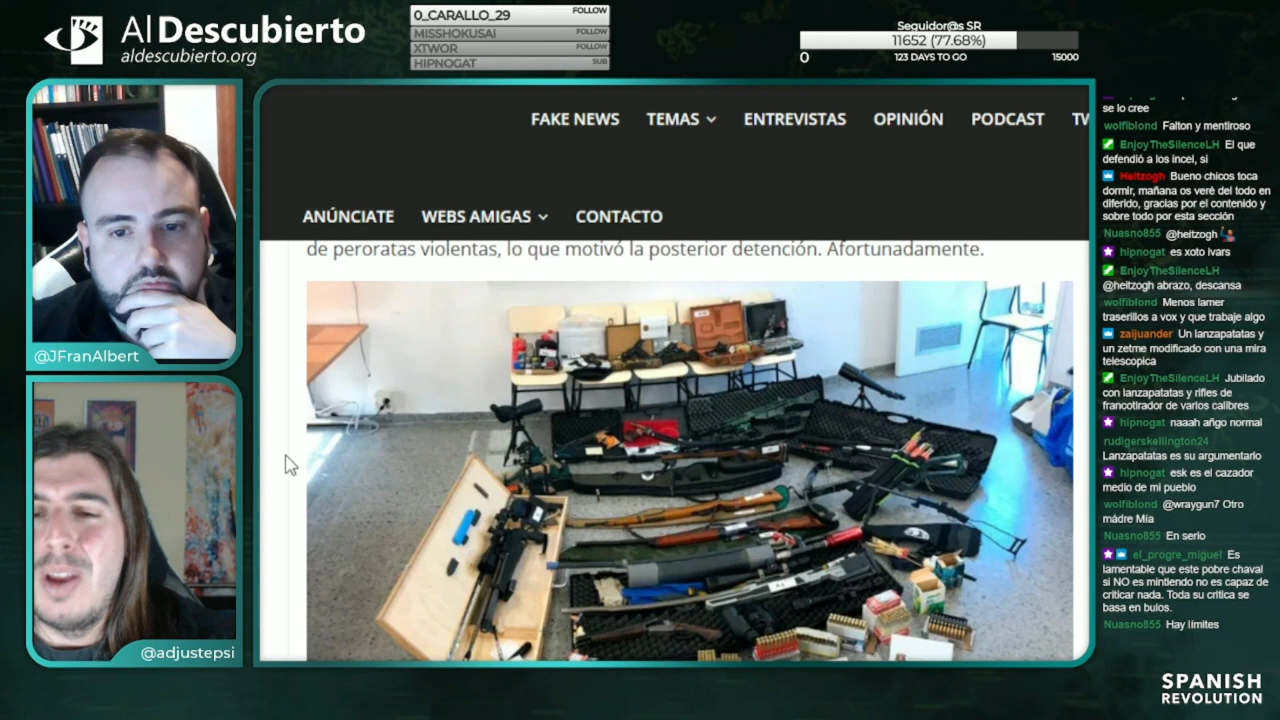 Al Descubierto
aldescubierto.org
0_CARALLO_29 FOLLOW
MISSHOKUSAI FOLLOW
XTWOR FOLLOW
HIPNOGAT SUB
Seguidor@s SR
11652 (77.68%)
0 123 DAYS TO GO 15000
@JFranAlbert
@adjustepsi
FAKE NEWS TEMAS ENTREVISTAS OPINIÓN PODCAST TV
ANÚNCIATE WEBS AMIGAS CONTACTO
de peroratas violentas, lo que motivó la posterior detención. Afortunadamente.
se lo cree
wolfiblond Falton y mentiroso
EnjoyTheSilenceLH El que
defendió a los incel, si
Heitzogh Bueno chicos toca
dormir, mañana os veré del todo en
diferido, gracias por el contenido y
sobre todo por esta sección
Nuasno855 @heitzogh
hipnogat es xoto Ivars
EnjoyTheSilenceLH
@heitzogh abrazo, descansa
wolfiblond Menos lamer
traserillos a vox y que trabaje algo
zaijuander Un lanzapatatas y
un zetme modificado con una mira
telescopica
EnjoyTheSilenceLH Jubilado
con lanzapatatas y rifles de
francotirador de varios calibres
hipnogat naaah añgo normal
rudigerskellington24
Lanzapatatas es su argumentarlo
hipnogat esk es el cazador
medio de mi pueblo
wolfiblond @wraygun7 Otro
mádre Mía
Nuasno855 En serio
el_progre_miguel Es
lamentable que este pobre chaval
si NO es mintiendo no es capaz de
criticar nada. Toda su critica se
basa en bulos.
Nuasno855 Hay límites
SPANISH
REVOLUTION